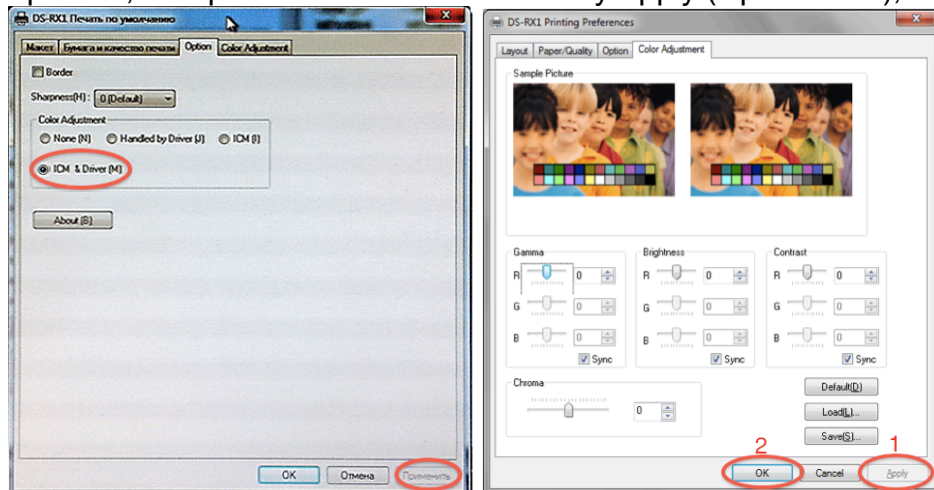 Apply
DS-RX1 Печать по умолчанию
Макет Бумага и качество печати Option Color Adjustment
Border
Sharpness(H): 0 (Default)
Color Adjustment
None (N) Handled by Driver (J) ICM (I)
ICM & Driver (M)
About (B)
OK Отмена Применить
DS-RX1 Printing Preferences
Layout Paper/Quality Option Color Adjustment
Sample Picture
Gamma Brightness Contrast
R 0 R 0 R 0
G 0 G 0 G 0
B 0 B 0 B 0
Sync Sync Sync
Chroma
0
Default(D)
Load(L)...
Save(S)...
2 1
OK Cancel Apply